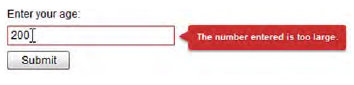 Enter your age:
200
The number entered is too large.
Submit